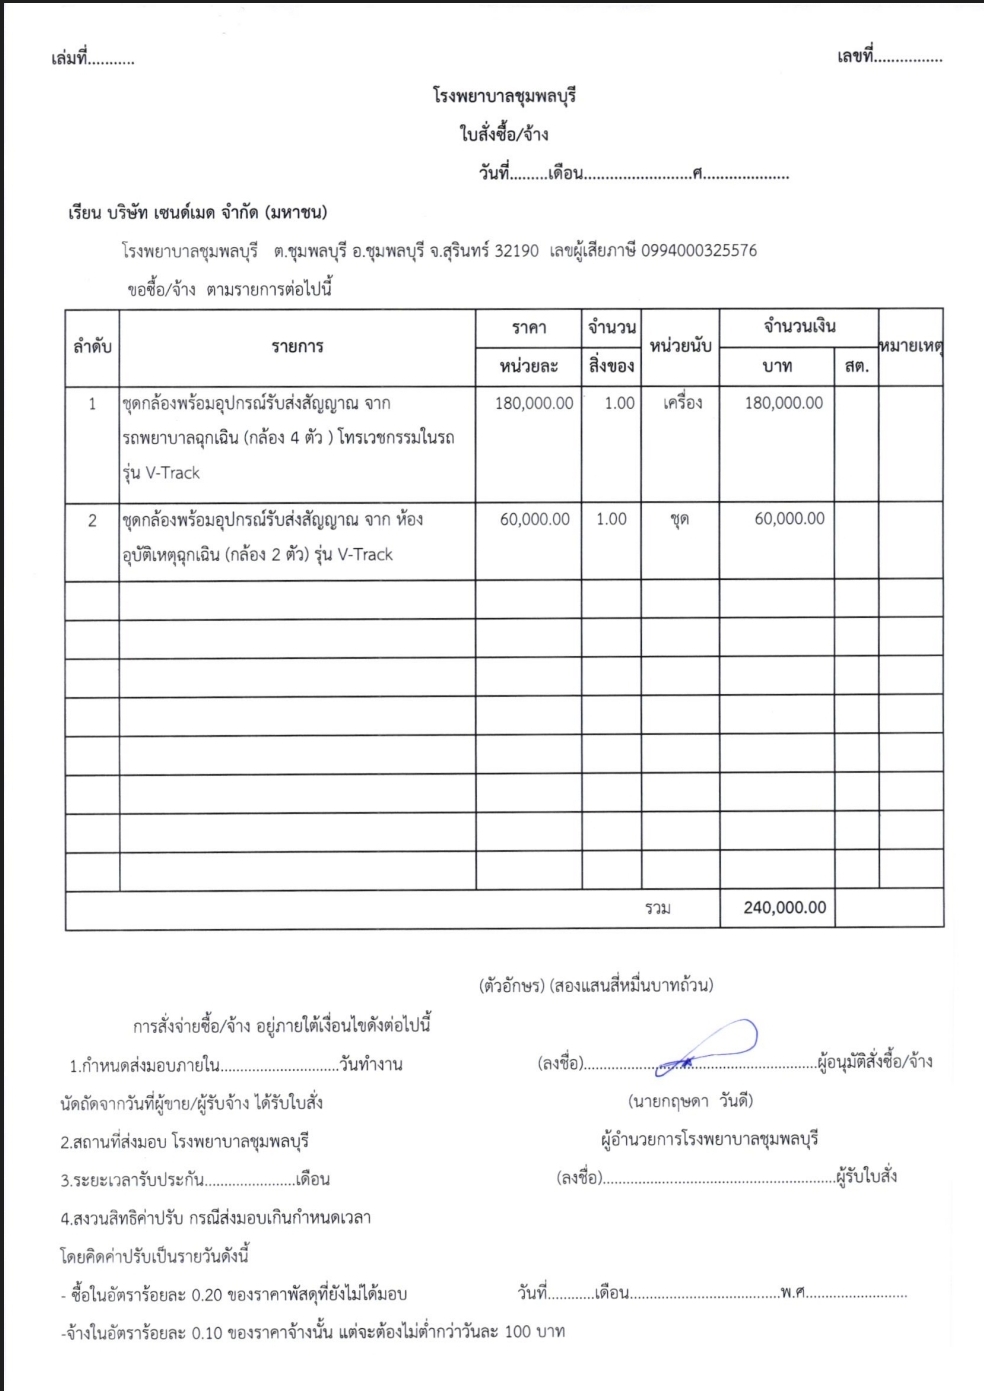 เล่มที่...........
เลขที่................
โรงพยาบาลชุมพลบุรี
ใบสั่งซื้อ/จ้าง
วันที่.........เดือน.........................ศ....................
เรียน บริษัท เซนด์เมด จำกัด (มหาชน)
โรงพยาบาลชุมพลบุรี ต.ชุมพลบุรี อ.ชุมพลบุรี จ.สุรินทร์ 32190 เลขผู้เสียภาษี 0994000325576
ขอซื้อ/จ้าง ตามรายการต่อไปนี้
ลำดับ รายการ ราคา จำนวน หน่วยนับ จำนวนเงิน หมายเหตุ
หน่วยละ สิ่งของ บาท สต.
1 ชุดกล้องพร้อมอุปกรณ์รับส่งสัญญาณ จาก 180,000.00 1.00 เครื่อง 180,000.00
รถพยาบาลฉุกเฉิน (กล้อง 4 ตัว ) โทรเวชกรรมในรถ
รุ่น V-Track
2 ชุดกล้องพร้อมอุปกรณ์รับส่งสัญญาณ จาก ห้อง 60,000.00 1.00 ชุด 60,000.00
อุบัติเหตุฉุกเฉิน (กล้อง 2 ตัว) รุ่น V-Track
รวม 240,000.00
(ตัวอักษร) (สองแสนสี่หมื่นบาทถ้วน)
การสั่งจ่ายซื้อ/จ้าง อยู่ภายใต้เงื่อนไขดังต่อไปนี้
1.กำหนดส่งมอบภายใน..............................วันทำงาน
(ลงชื่อ)............................................................ผู้อนุมัติสั่งซื้อ/จ้าง
นัดถัดจากวันที่ผู้ขาย/ผู้รับจ้าง ได้รับใบสั่ง
(นายกฤษดา วันดี)
2.สถานที่ส่งมอบ โรงพยาบาลชุมพลบุรี
ผู้อำนวยการโรงพยาบาลชุมพลบุรี
3.ระยะเวลารับประกัน.......................เดือน
(ลงชื่อ)...........................................................ผู้รับใบสั่ง
4.สงวนสิทธิค่าปรับ กรณีส่งมอบเกินกำหนดเวลา
โดยคิดค่าปรับเป็นรายวันดังนี้
- ซื้อในอัตราร้อยละ 0.20 ของราคาพัสดุที่ยังไม่ได้มอบ
วันที่............เดือน......................................พ.ศ..........................
-จ้างในอัตราร้อยละ 0.10 ของราคาจ้างนั้น แต่จะต้องไม่ต่ำกว่าวันละ 100 บาท